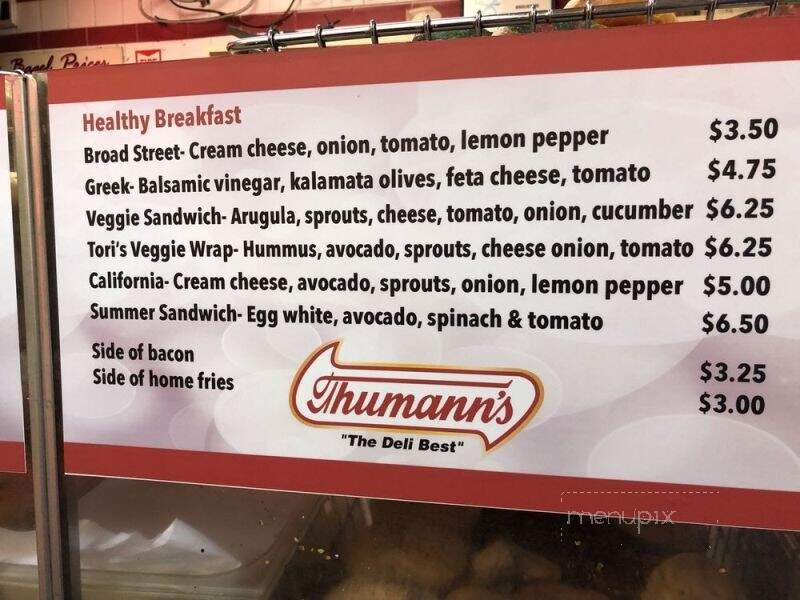 Bagel Prices
Healthy Breakfast
Broad Street- Cream cheese, onion, tomato, lemon pepper $3.50
Greek- Balsamic vinegar, kalamata olives, feta cheese, tomato $4.75
Veggie Sandwich- Arugula, sprouts, cheese, tomato, onion, cucumber $6.25
Tori's Veggie Wrap- Hummus, avocado, sprouts, cheese onion, tomato $6.25
California- Cream cheese, avocado, sprouts, onion, lemon pepper $5.00
Summer Sandwich- Egg white, avocado, spinach & tomato $6.50
Side of bacon $3.25
Side of home fries $3.00
Thumann's
"The Deli Best"
menupix